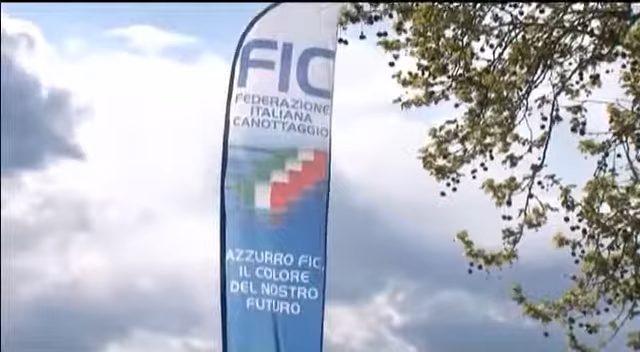 FIC
FEDERAZIONE
ITALIANA
CANOTTAGGIO
AZZURRO FIC,
IL COLORE
DEL NOSTRO
FUTURO